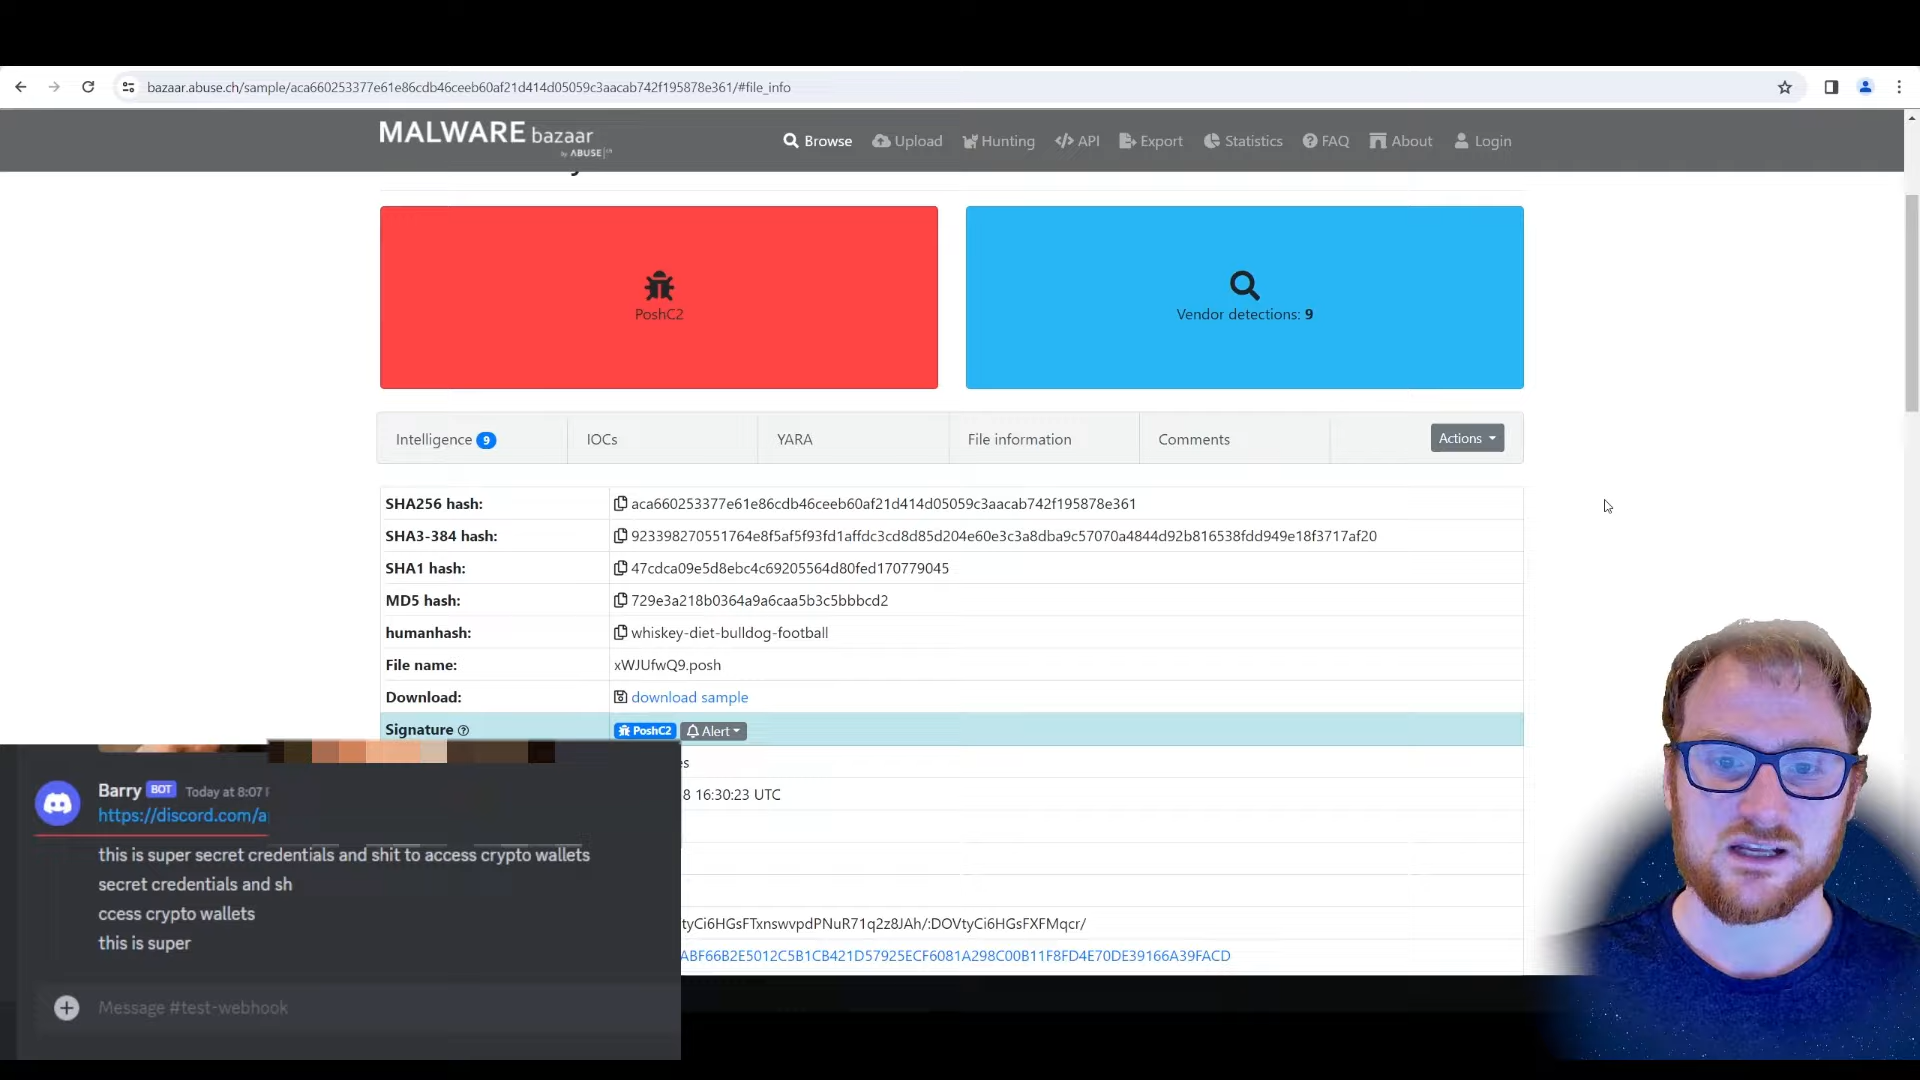 bazaar.abuse.ch/sample/aca660253377e61e86cdb46ceeb60af21d414d05059c3aacab742f195878e361/#file_info
MALWARE bazaar
by ABUSE|ch
Browse Upload Hunting API Export Statistics FAQ About Login
PoshC2
Vendor detections: 9
Intelligence 9 IOCs YARA File information Comments Actions
SHA256 hash: aca660253377e61e86cdb46ceeb60af21d414d05059c3aacab742f195878e361
SHA3-384 hash: 923398270551764e8f5af5f93fd1affdc3cd8d85d204e60e3c3a8dba9c57070a4844d92b816538fdd949e18f3717af20
SHA1 hash: 47cdca09e5d8ebc4c69205564d80fed170779045
MD5 hash: 729e3a218b0364a9a6caa5b3c5bbbcd2
humanhash: whiskey-diet-bulldog-football
File name: xWJUfwQ9.posh
Download: download sample
Signature PoshC2 Alert
es
8 16:30:23 UTC
tyCi6HGsFTxnswvpdPNuR71q2z8JAh/:DOVtyCi6HGsFXFMqcr/
ABF66B2E5012C5B1CB421D57925ECF6081A298C00B11F8FD4E70DE39166A39FACD
Barry BOT Today at 8:07
https://discord.com/a
this is super secret credentials and shit to access crypto wallets
secret credentials and sh
ccess crypto wallets
this is super
Message #test-webhook